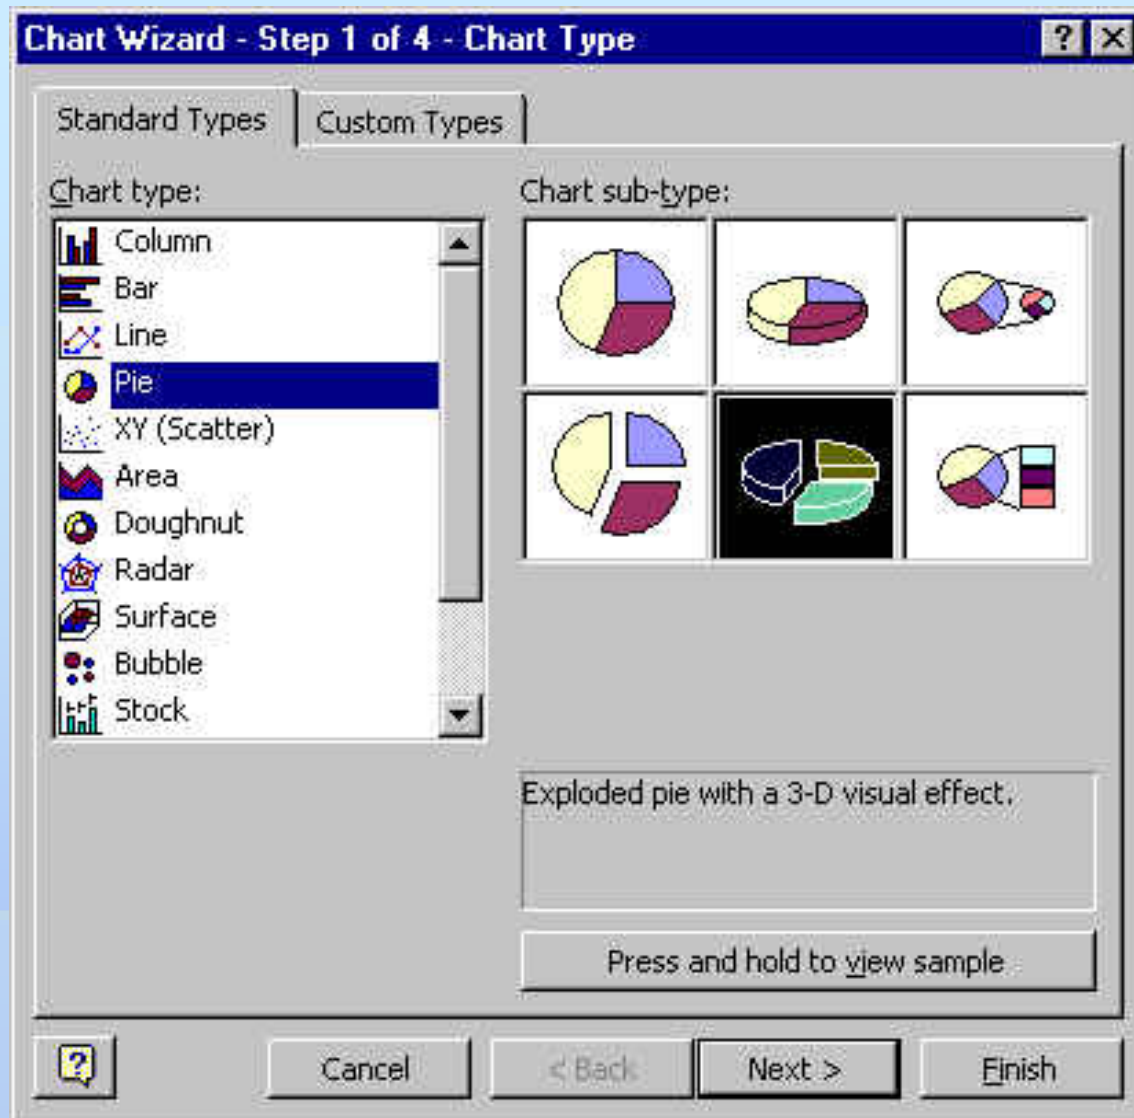 Chart Wizard - Step 1 of 4 - Chart Type
Standard Types
Custom Types
Chart type:
Column
Bar
Line
Pie
XY (Scatter)
Area
Doughnut
Radar
Surface
Bubble
Stock
Chart sub-type:
Exploded pie with a 3-D visual effect.
Press and hold to view sample
Cancel
< Back
Next >
Finish